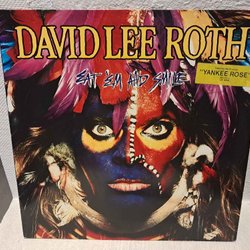 DAVID LEE ROTH
EAT 'EM AND SMILE
"YANKEE ROSE"